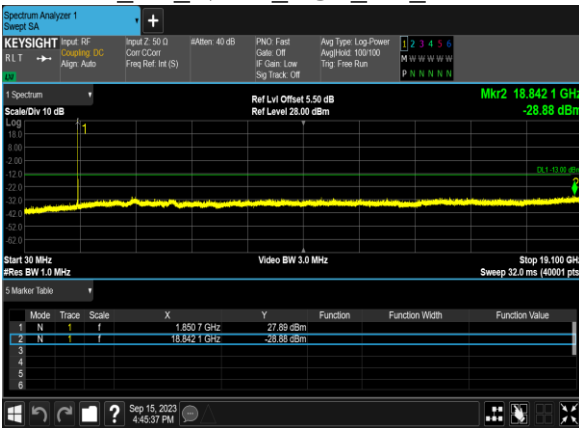 Spectrum Analyzer 1
Swept SA
+
KEYSIGHT Input: RF Input Z: 50 Ω #Atten: 40 dB PNO: Fast Avg Type: Log-Power 1 2 3 4 5 6
RLT Coupling: DC Corr CCorr Gate: Off Avg|Hold: 100/100 M W W W W W
Align: Auto Freq Ref: Int (S) IF Gain: Low Trig: Free Run
Sig Track: Off P N N N N N
LV
1 Spectrum Ref Lvl Offset 5.50 dB Mkr2 18.842 1 GHz
Scale/Div 10 dB Ref Level 28.00 dBm -28.88 dBm
Log
1
18.0
8.00
-2.00
-12.0 DL1 -13.00 dBm
-22.0
-32.0
-42.0
-52.0
-62.0
Start 30 MHz Video BW 3.0 MHz Stop 19.100 GHz
#Res BW 1.0 MHz Sweep 32.0 ms (40001 pts)
5 Marker Table
Mode Trace Scale X Y Function Function Width Function Value
1 N 1 f 1.850 7 GHz 27.89 dBm
2 N 1 f 18.842 1 GHz -28.88 dBm
3
4
5
6
? Sep 15, 2023
4:45:37 PM